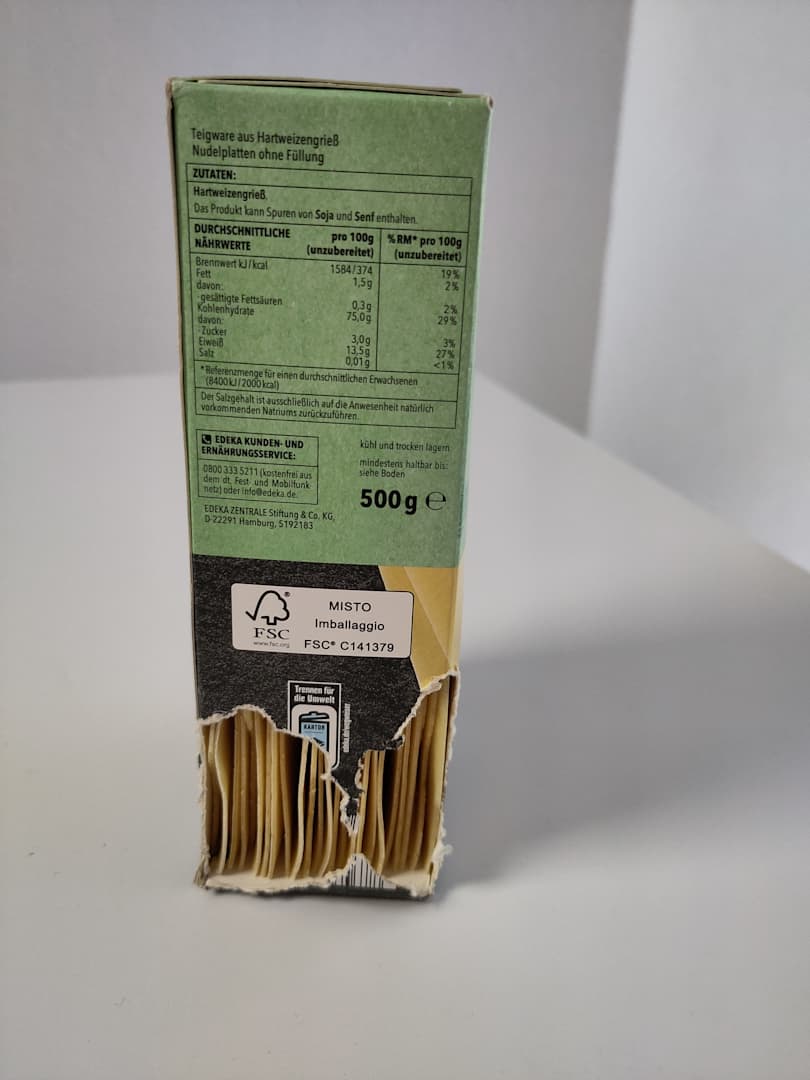 Teigware aus Hartweizengrieß
Nudelplatten ohne Füllung
ZUTATEN:
Hartweizengrieß.
Das Produkt kann Spuren von Soja und Senf enthalten.
DURCHSCHNITTLICHE NÄHRWERTE pro 100g (unzubereitet) %RM* pro 100g (unzubereitet)
Brennwert kJ/kcal 1584/374 19%
Fett 1,5g 2%
davon:
-gesättigte Fettsäuren 0,3g 2%
Kohlenhydrate 75,0g 29%
davon:
-Zucker 3,0g 3%
Eiweiß 13,5g 27%
Salz 0,01g <1%
*Referenzmenge für einen durchschnittlichen Erwachsenen
(8400kJ/2000kcal)
Der Salzgehalt ist ausschließlich auf die Anwesenheit natürlich
vorkommenden Natriums zurückzuführen.
EDEKA KUNDEN- UND
ERNÄHRUNGSSERVICE:
0800 333 5211 (kostenfrei aus
dem dt. Fest- und Mobilfunk-
netz) oder info@edeka.de.
EDEKA ZENTRALE Stiftung & Co. KG,
D-22291 Hamburg, 5192183
kühl und trocken lagern
mindestens haltbar bis:
siehe Boden
500g e
FSC®
www.fsc.org
MISTO
Imballaggio
FSC® C141379
Trennen für
die Umwelt
KARTON